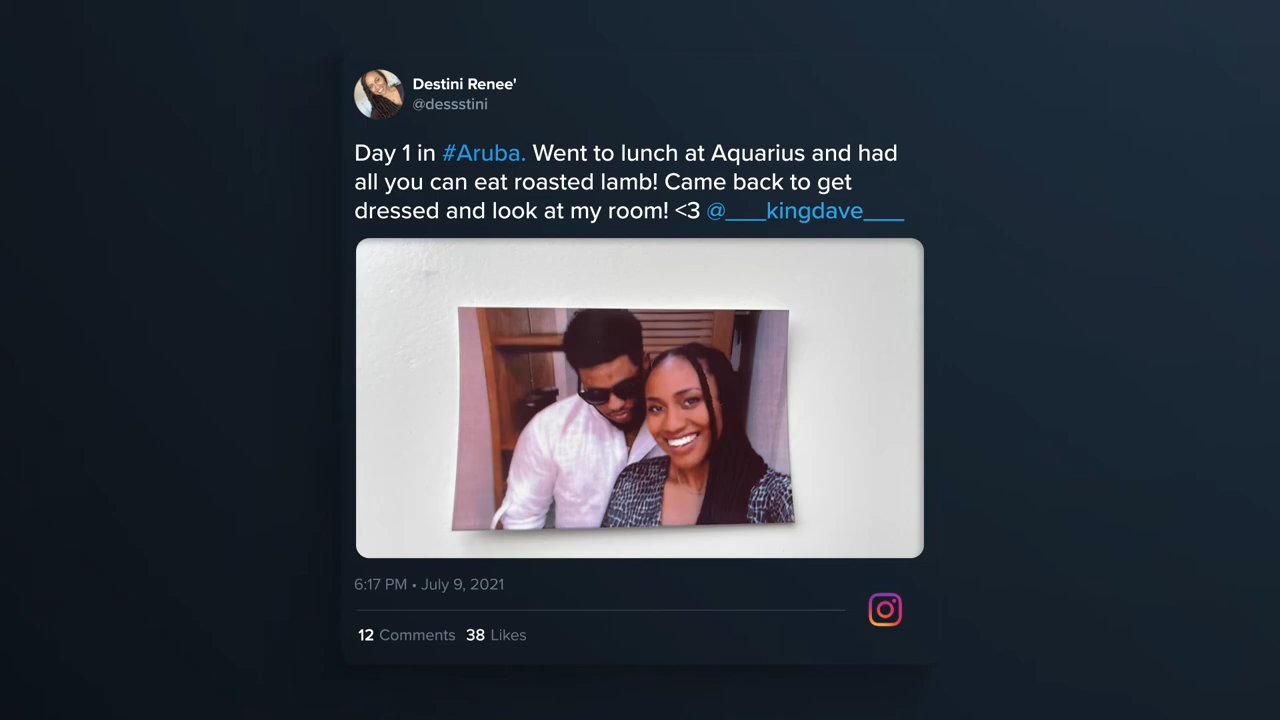 Destini Renee'
@dessstini
Day 1 in #Aruba. Went to lunch at Aquarius and had
all you can eat roasted lamb! Came back to get
dressed and look at my room! <3 @___kingdave___
6:17 PM • July 9, 2021
12 Comments 38 Likes